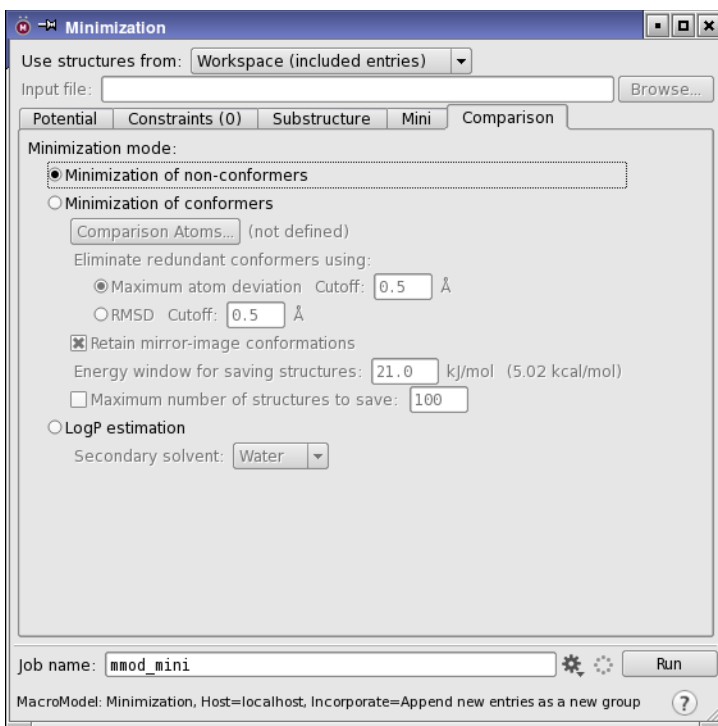 Minimization
Use structures from: Workspace (included entries)
Input file: Browse...
Potential Constraints (0) Substructure Mini Comparison
Minimization mode:
Minimization of non-conformers
Minimization of conformers
Comparison Atoms... (not defined)
Eliminate redundant conformers using:
Maximum atom deviation Cutoff: 0.5 Å
RMSD Cutoff: 0.5 Å
Retain mirror-image conformations
Energy window for saving structures: 21.0 kJ/mol (5.02 kcal/mol)
Maximum number of structures to save: 100
LogP estimation
Secondary solvent: Water
Job name: mmod_mini Run
MacroModel: Minimization, Host=localhost, Incorporate=Append new entries as a new group ?